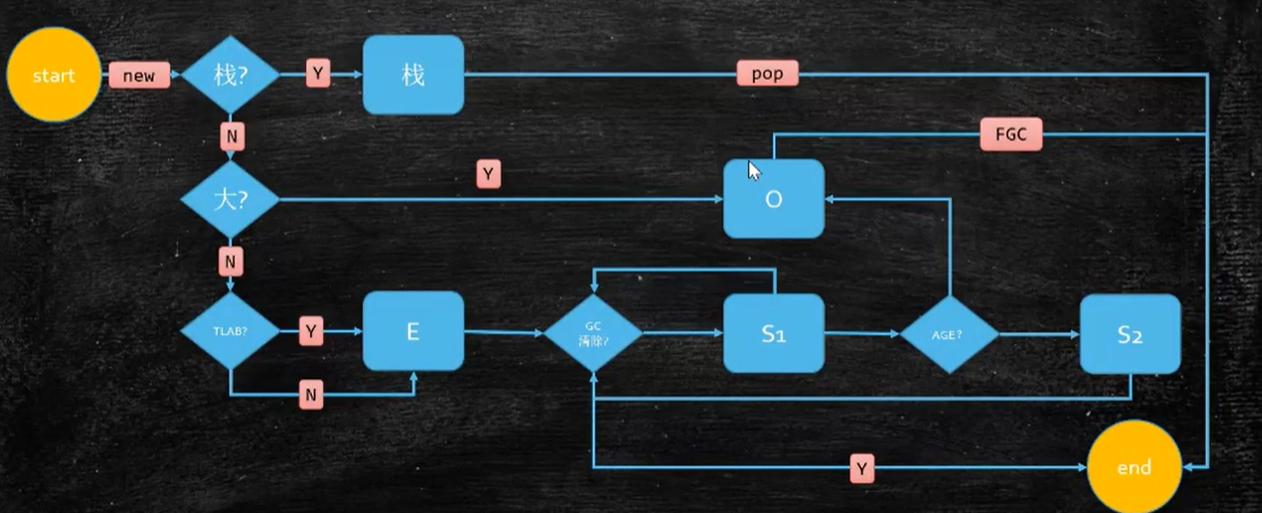 start
new
栈?
Y
栈
pop
N
FGC
大?
Y
O
N
TLAB?
Y
E
GC
清除?
S1
AGE?
S2
N
Y
end